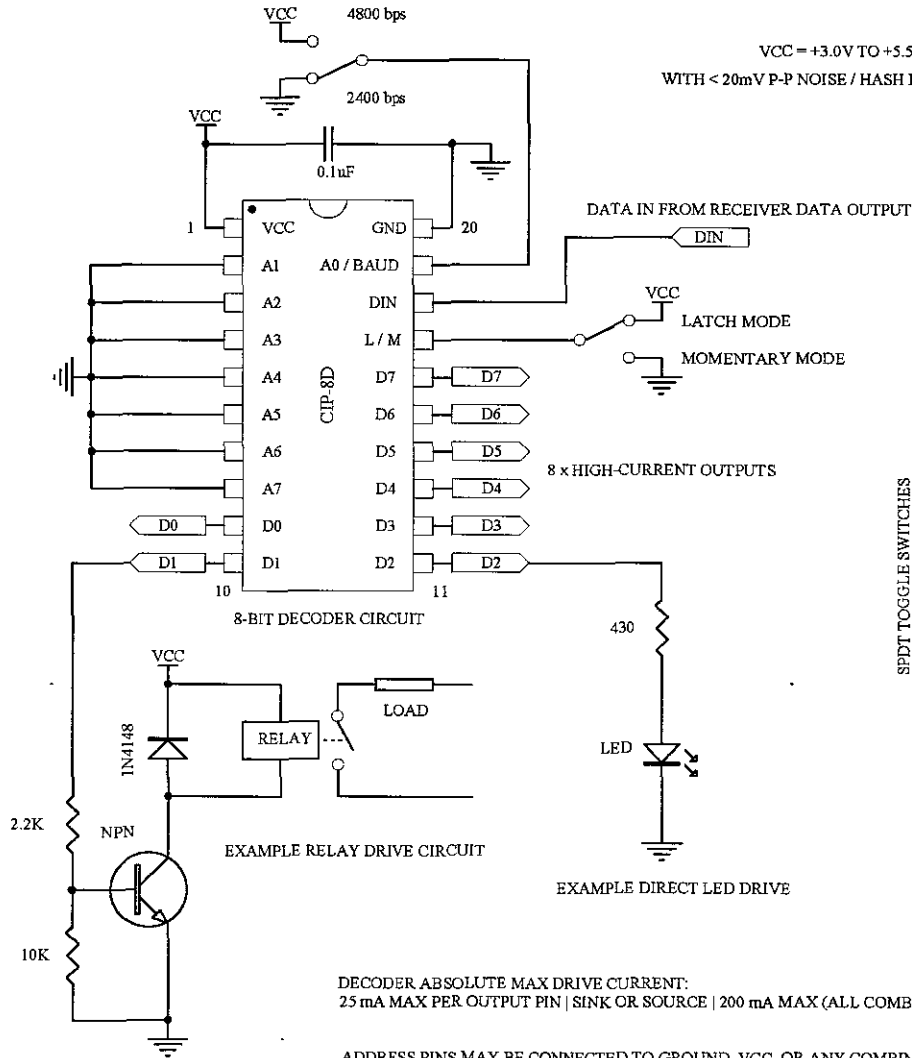 VCC
4800 bps
2400 bps
VCC = +3.0V TO +5.5
WITH < 20mV P-P NOISE / HASH
VCC
0.1uF
1
VCC
GND
20
DATA IN FROM RECEIVER DATA OUTPUT
DIN
A1
A0 / BAUD
A2
DIN
A3
L / M
VCC
LATCH MODE
MOMENTARY MODE
A4
D7
D7
CIP-8D
A5
D6
D6
A6
D5
D5
8 x HIGH-CURRENT OUTPUTS
A7
D4
D4
D0
D0
D3
D3
D1
D1
D2
D2
10
11
8-BIT DECODER CIRCUIT
SPDT TOGGLE SWITCHES
430
VCC
1N4148
RELAY
LOAD
LED
2.2K
NPN
EXAMPLE RELAY DRIVE CIRCUIT
EXAMPLE DIRECT LED DRIVE
10K
DECODER ABSOLUTE MAX DRIVE CURRENT:
25 mA MAX PER OUTPUT PIN | SINK OR SOURCE | 200 mA MAX (ALL COMB
ADDRESS PINS MAY BE CONNECTED TO GROUND, VCC, OR ANY COMBIN